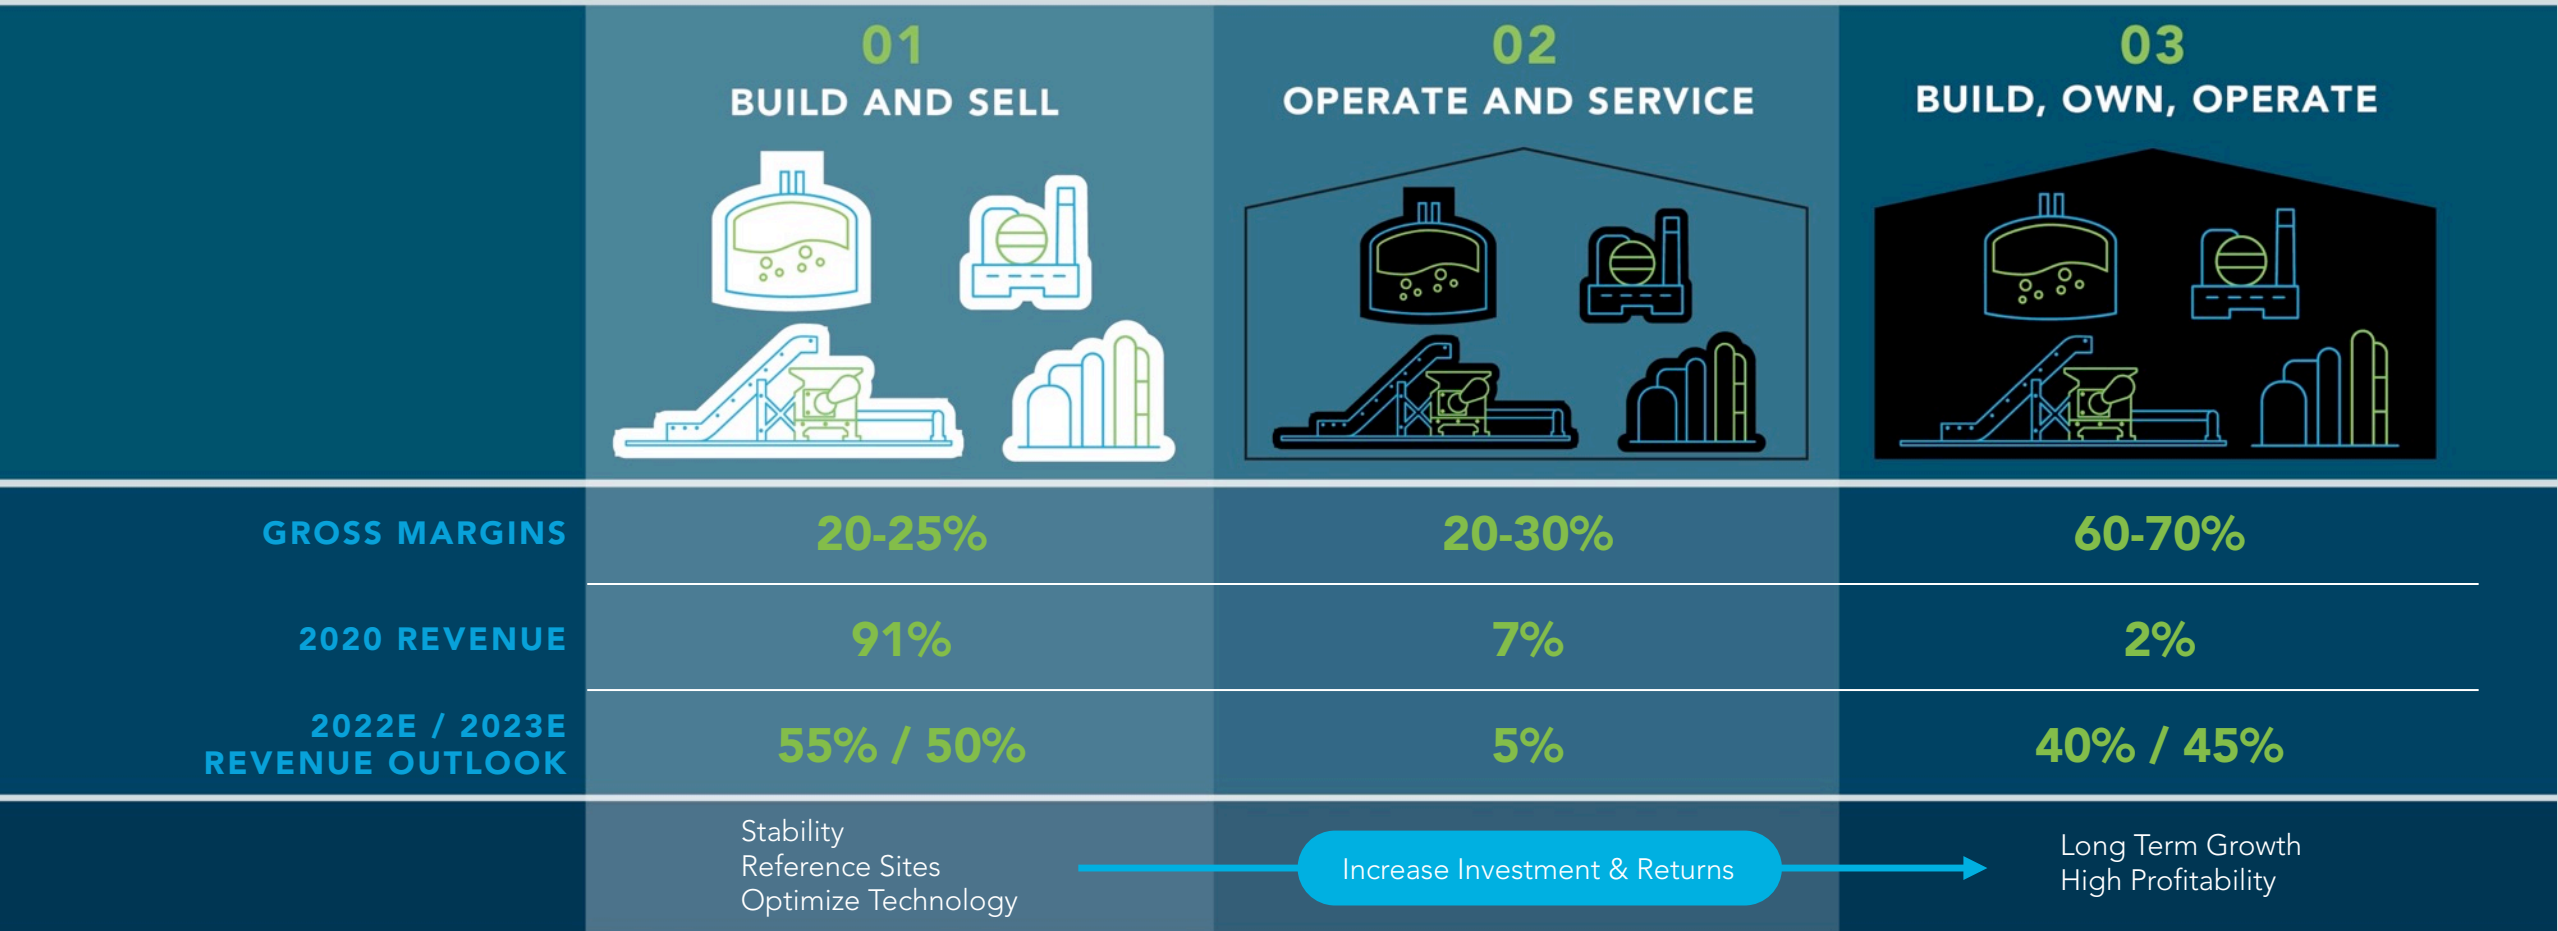 01
BUILD AND SELL
02
OPERATE AND SERVICE
03
BUILD, OWN, OPERATE
GROSS MARGINS
20-25%
20-30%
60-70%
2020 REVENUE
91%
7%
2%
2022E / 2023E
REVENUE OUTLOOK
55% / 50%
5%
40% / 45%
Stability
Reference Sites
Optimize Technology
Increase Investment & Returns
Long Term Growth
High Profitability